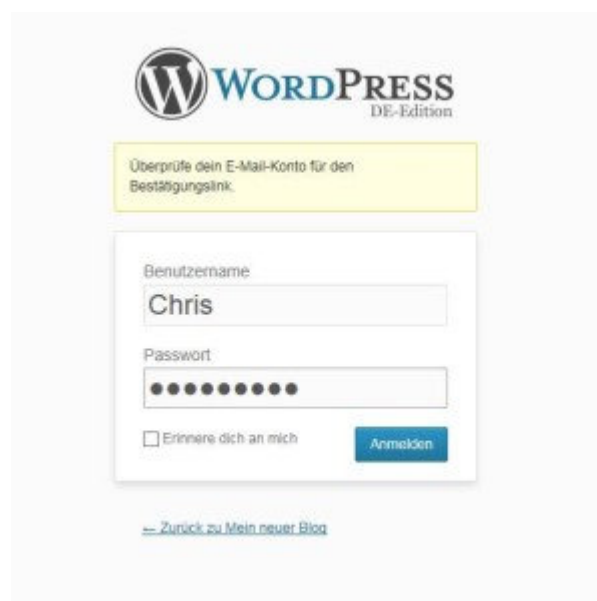 WORDPRESS
DE-Edition
Überprüfe dein E-Mail-Konto für den
Bestätigungslink.
Benutzername
Chris
Passwort
●●●●●●●●●
Erinnere dich an mich
Anmelden
← Zurück zu Mein neuer Blog